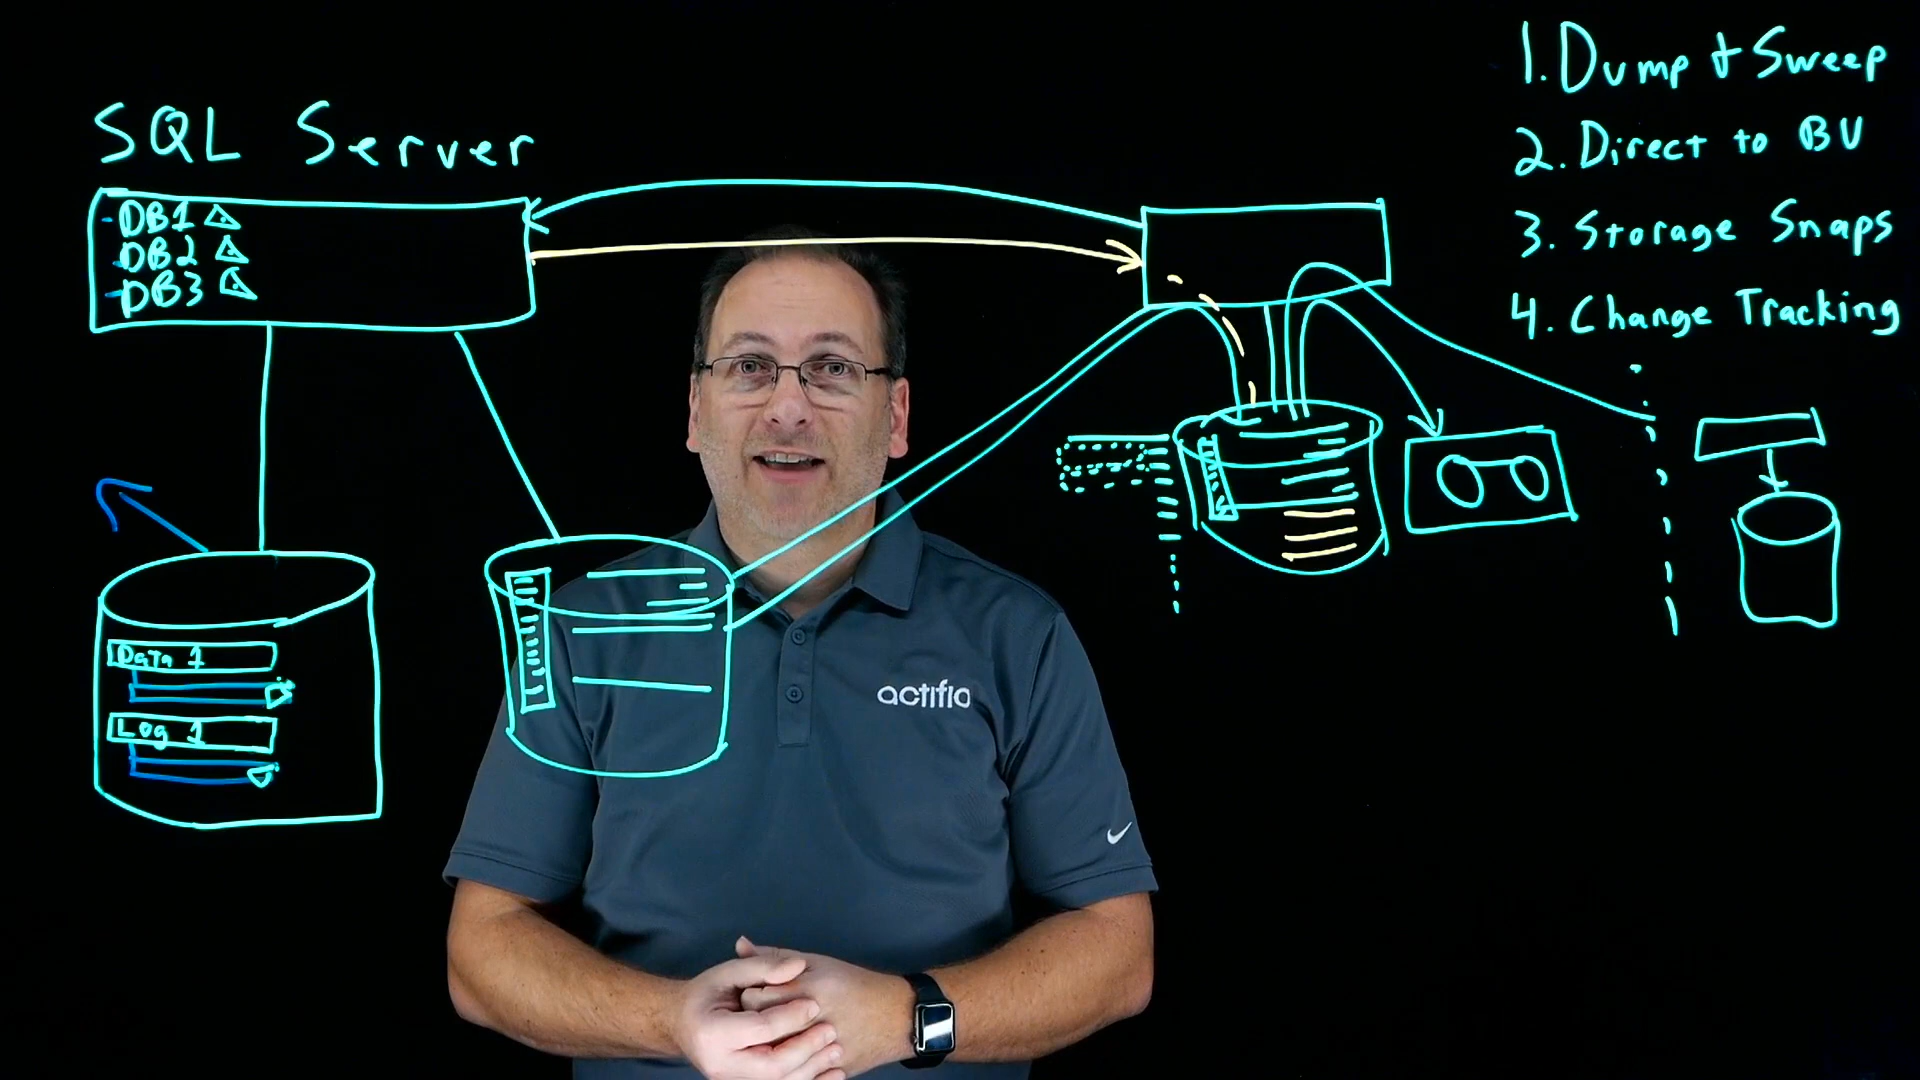 SQL Server
-DB1
-DB2
-DB3
Data 1
Log 1
actifio
1. Dump + Sweep
2. Direct to BV
3. Storage Snaps
4. Change Tracking